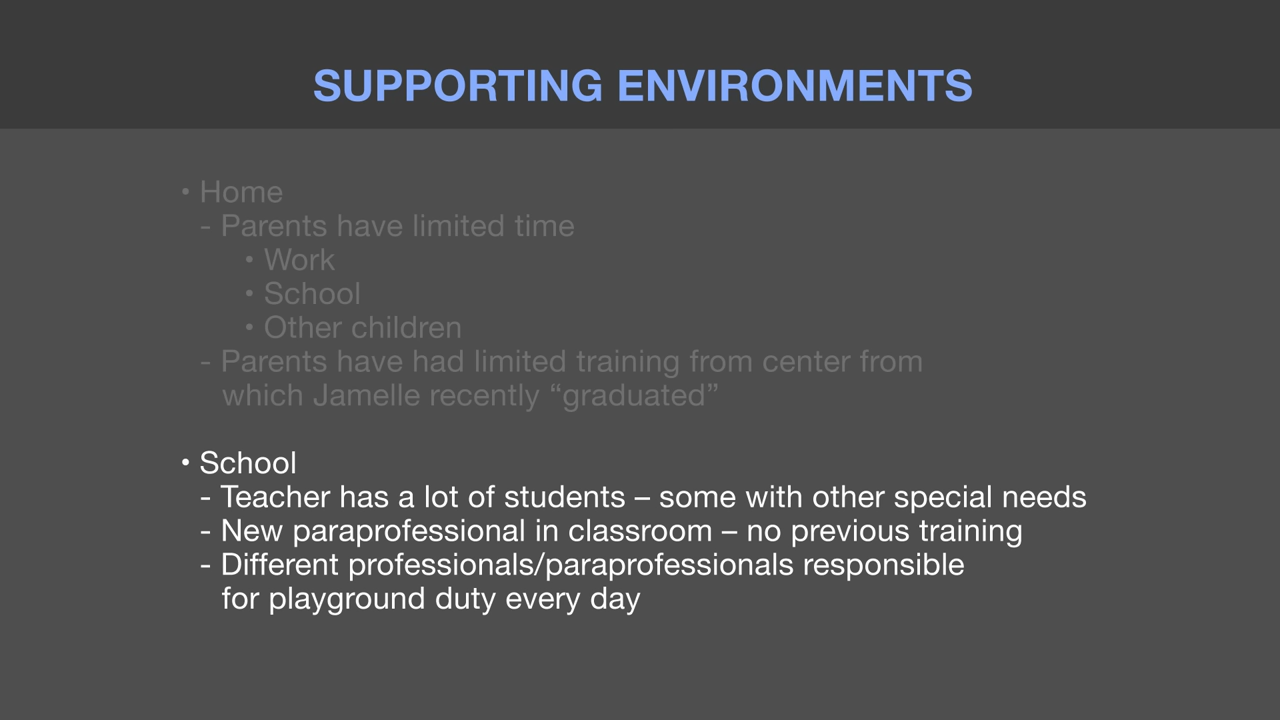 SUPPORTING ENVIRONMENTS
• Home
- Parents have limited time
• Work
• School
• Other children
- Parents have had limited training from center from
which Jamelle recently “graduated”
• School
- Teacher has a lot of students – some with other special needs
- New paraprofessional in classroom – no previous training
- Different professionals/paraprofessionals responsible
for playground duty every day